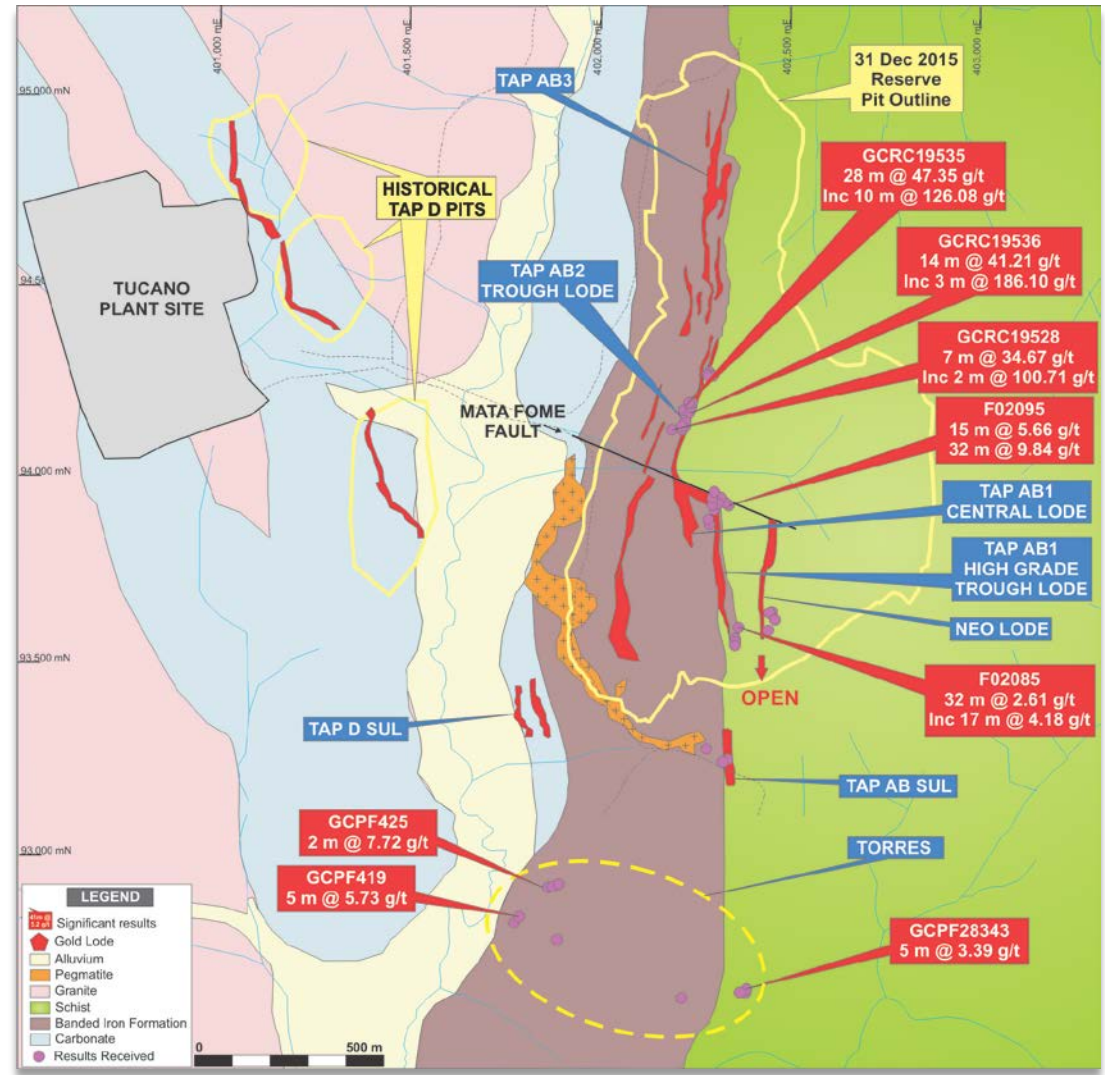 401,000 mE
401,500 mE
402,000 mE
402,500 mE
403,000 mE
95,000 mN
94,000 mN
93,500 mN
93,000 mN
TAP AB3
31 Dec 2015
Reserve
Pit Outline
GCRC19535
28 m @ 47.35 g/t
Inc 10 m @ 126.08 g/t
HISTORICAL
TAP D PITS
GCRC19536
14 m @ 41.21 g/t
Inc 3 m @ 186.10 g/t
TAP AB2
TROUGH LODE
TUCANO
PLANT SITE
GCRC19528
7 m @ 34.67 g/t
Inc 2 m @ 100.71 g/t
MATA FOME
FAULT
F02095
15 m @ 5.66 g/t
32 m @ 9.84 g/t
TAP AB1
CENTRAL LODE
TAP AB1
HIGH GRADE
TROUGH LODE
NEO LODE
F02085
32 m @ 2.61 g/t
Inc 17 m @ 4.18 g/t
OPEN
TAP D SUL
TAP AB SUL
GCPF425
2 m @ 7.72 g/t
TORRES
GCPF419
5 m @ 5.73 g/t
GCPF28343
5 m @ 3.39 g/t
LEGEND
Significant results
Gold Lode
Alluvium
Pegmatite
Granite
Schist
Banded Iron Formation
Carbonate
Results Received
0
500 m